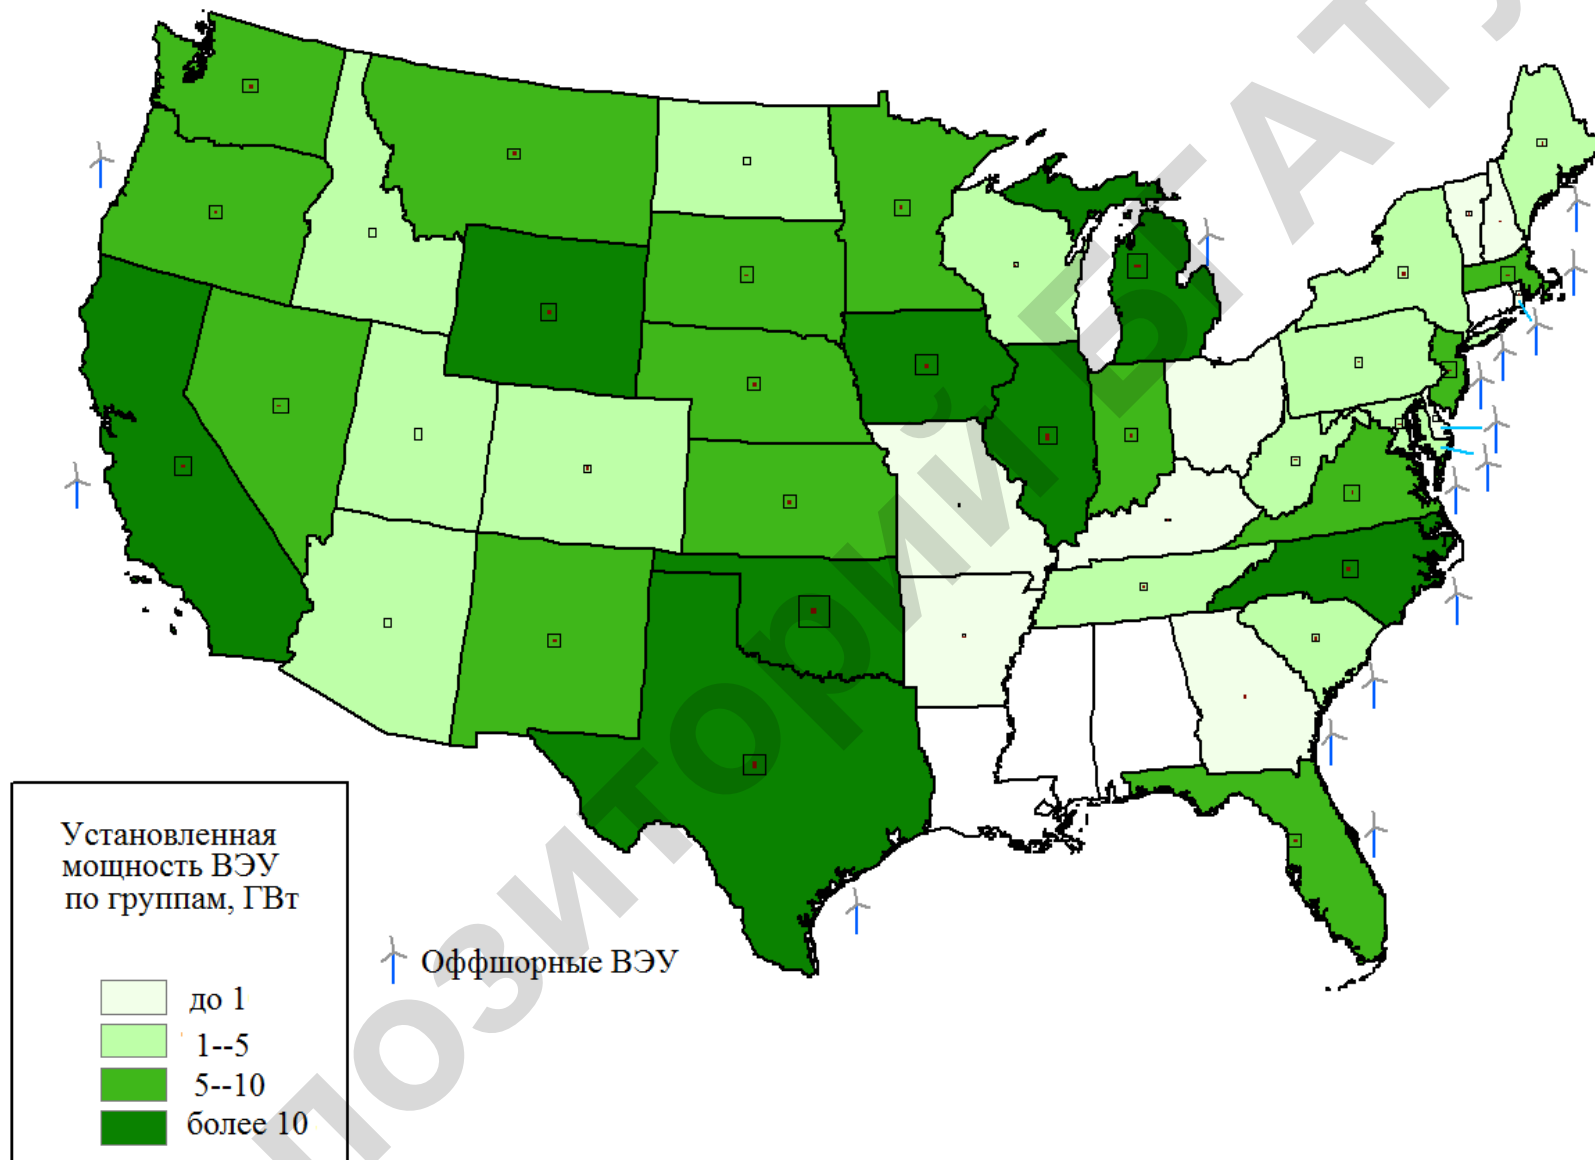 ПОЗИТОРИЙ БГАТУ
Установленная
мощность ВЭУ
по группам, ГВт
Оффшорные ВЭУ
до 1
1--5
5--10
более 10